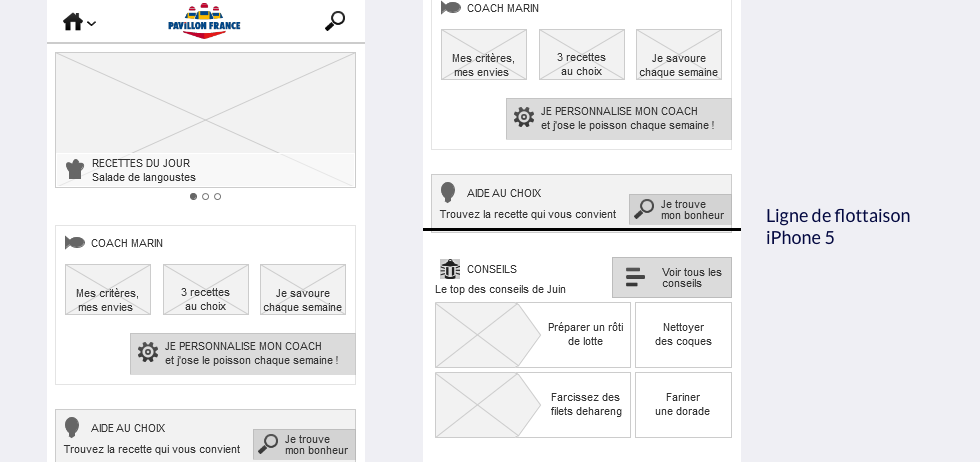 PAVILLON FRANCE
RECETTES DU JOUR
Salade de langoustes
COACH MARIN
Mes critères,
mes envies
3 recettes
au choix
Je savoure
chaque semaine
JE PERSONNALISE MON COACH
et j'ose le poisson chaque semaine !
AIDE AU CHOIX
Trouvez la recette qui vous convient
Je trouve
mon bonheur
COACH MARIN
Mes critères,
mes envies
3 recettes
au choix
Je savoure
chaque semaine
JE PERSONNALISE MON COACH
et j'ose le poisson chaque semaine !
AIDE AU CHOIX
Trouvez la recette qui vous convient
Je trouve
mon bonheur
CONSEILS
Le top des conseils de Juin
Voir tous les
conseils
Préparer un rôti
de lotte
Nettoyer
des coques
Farcissez des
filets dehareng
Fariner
une dorade
Ligne de flottaison
iPhone 5